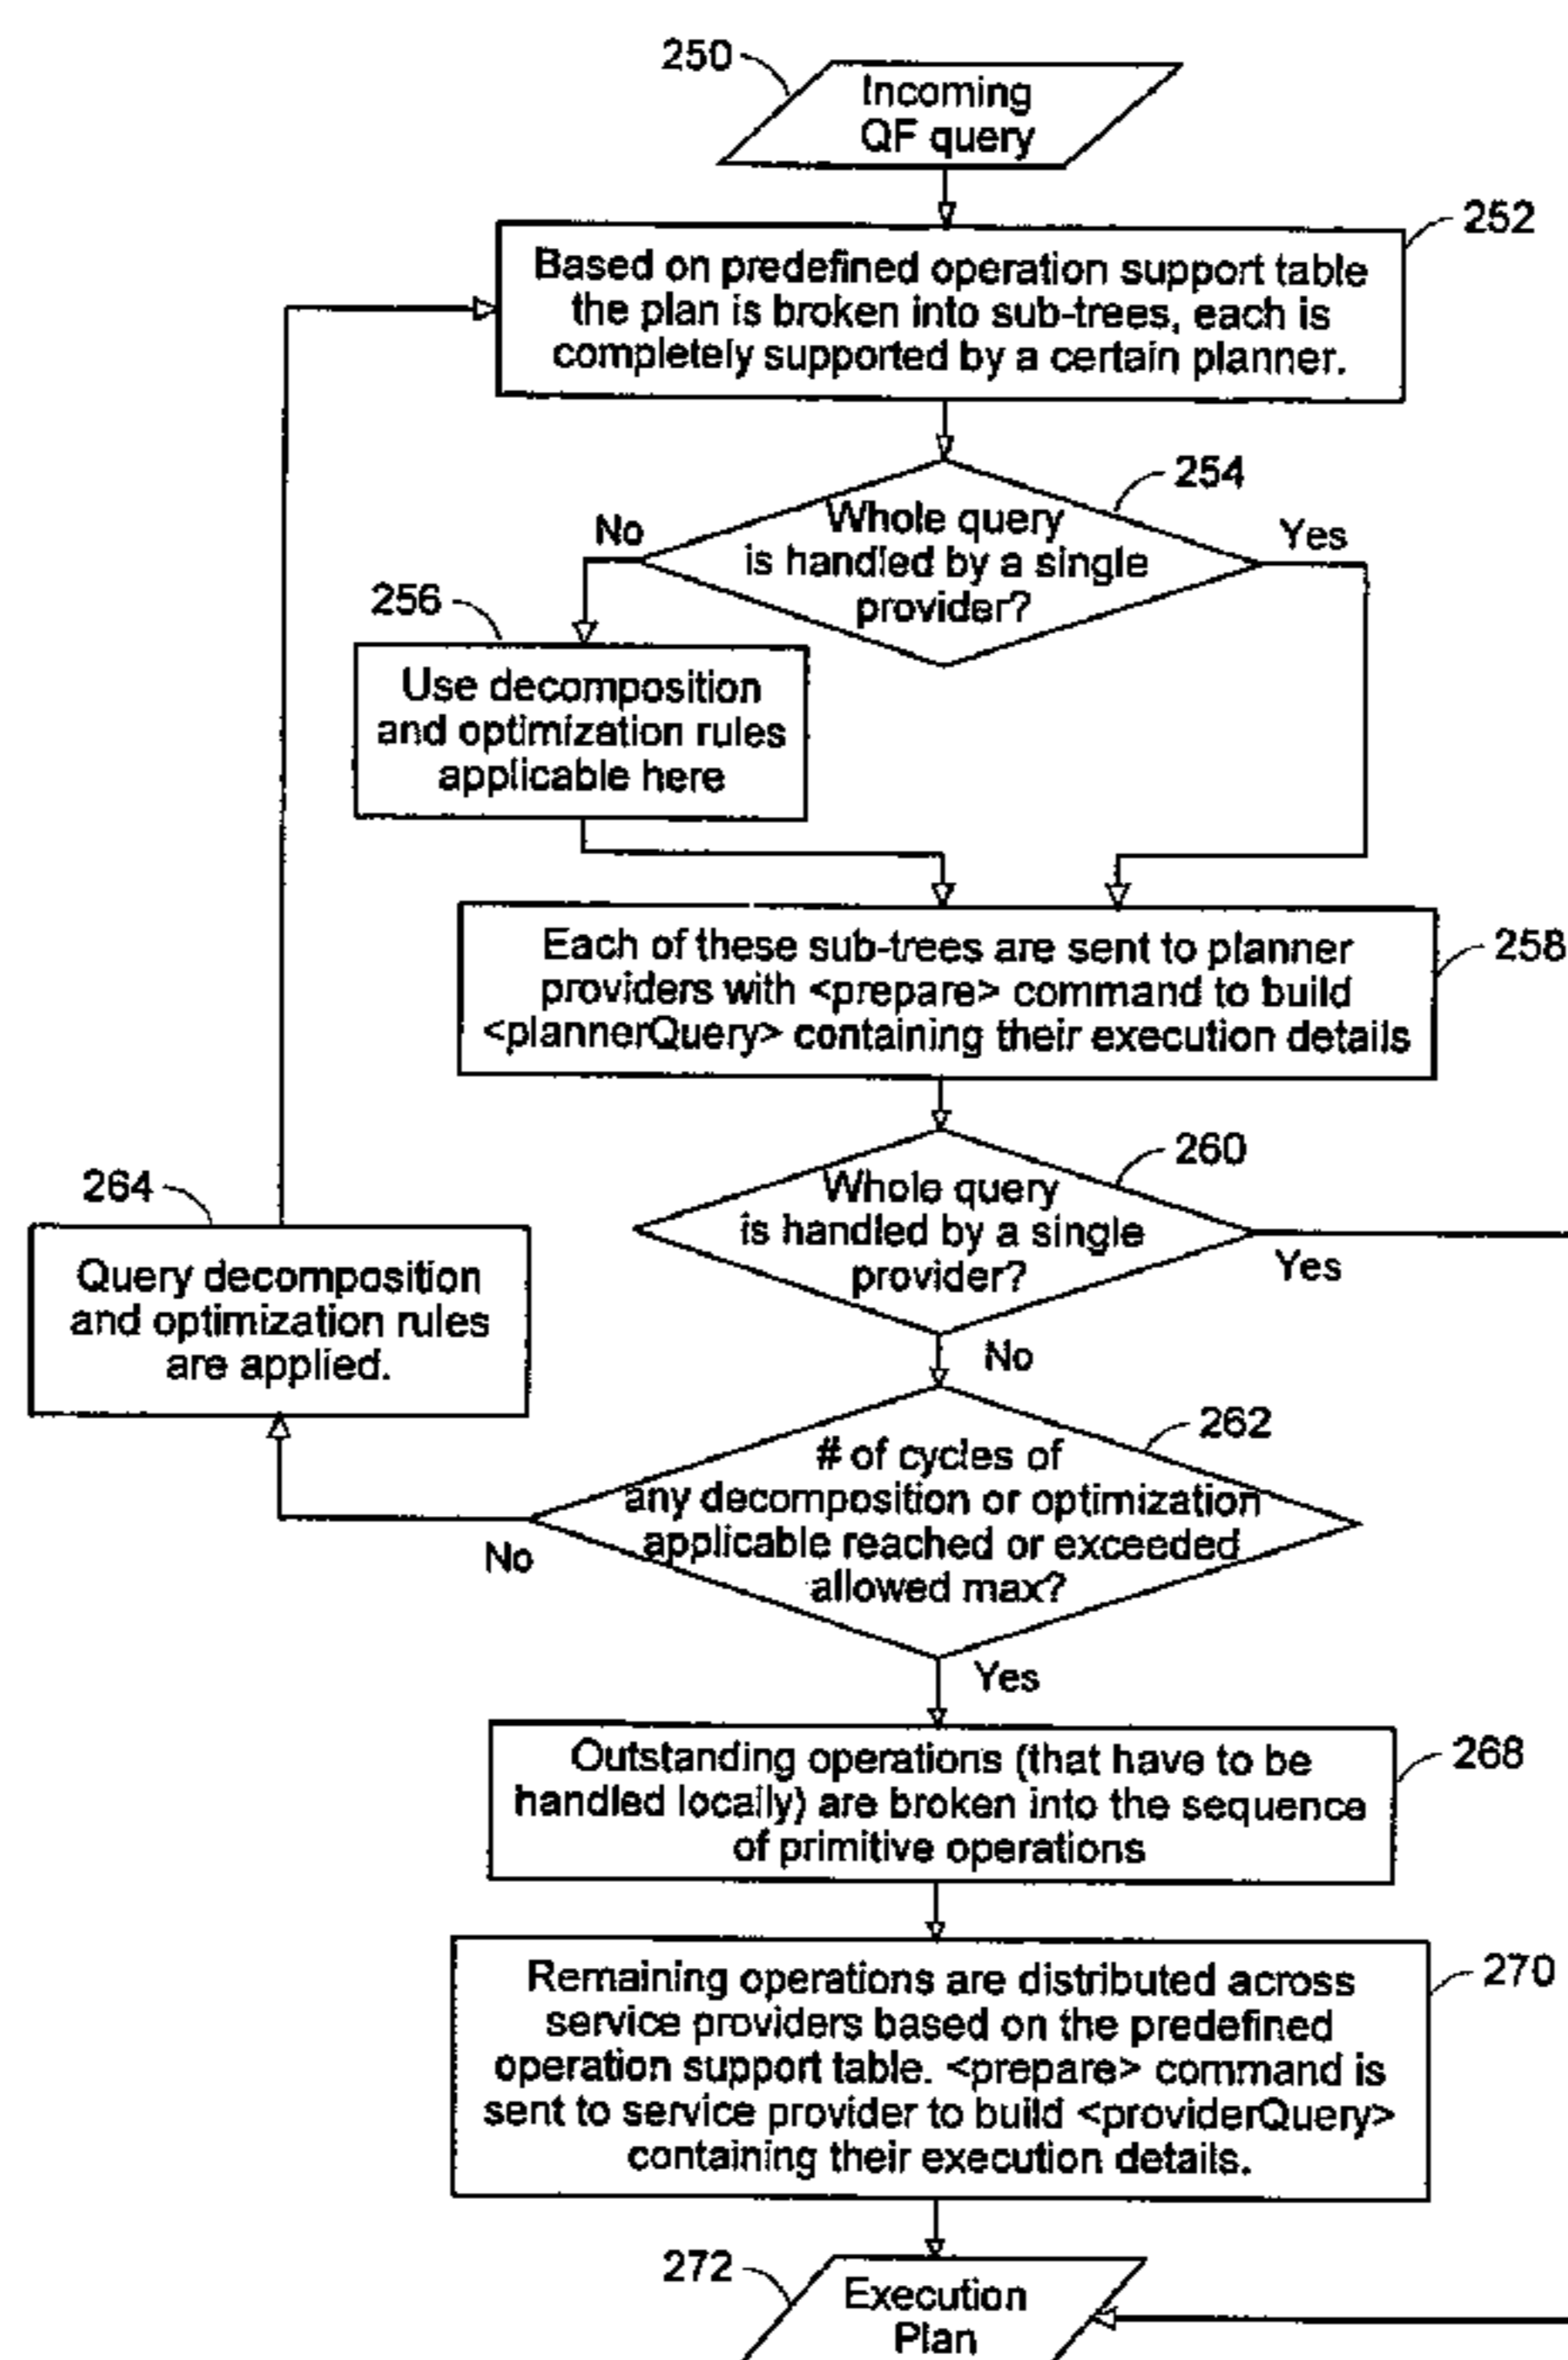 250
Incoming
QF query
252
Based on predefined operation support table
the plan is broken into sub-trees, each is
completely supported by a certain planner.
254
Whole query
is handled by a single
provider?
No
Yes
256
Use decomposition
and optimization rules
applicable here
258
Each of these sub-trees are sent to planner
providers with <prepare> command to build
<plannerQuery> containing their execution details
260
Whole query
is handled by a single
provider?
Yes
No
264
Query decomposition
and optimization rules
are applied.
262
# of cycles of
any decomposition or optimization
applicable reached or exceeded
allowed max?
No
Yes
268
Outstanding operations (that have to be
handled locally) are broken into the sequence
of primitive operations
270
Remaining operations are distributed across
service providers based on the predefined
operation support table. <prepare> command is
sent to service provider to build <providerQuery>
containing their execution details.
272
Execution
Plan